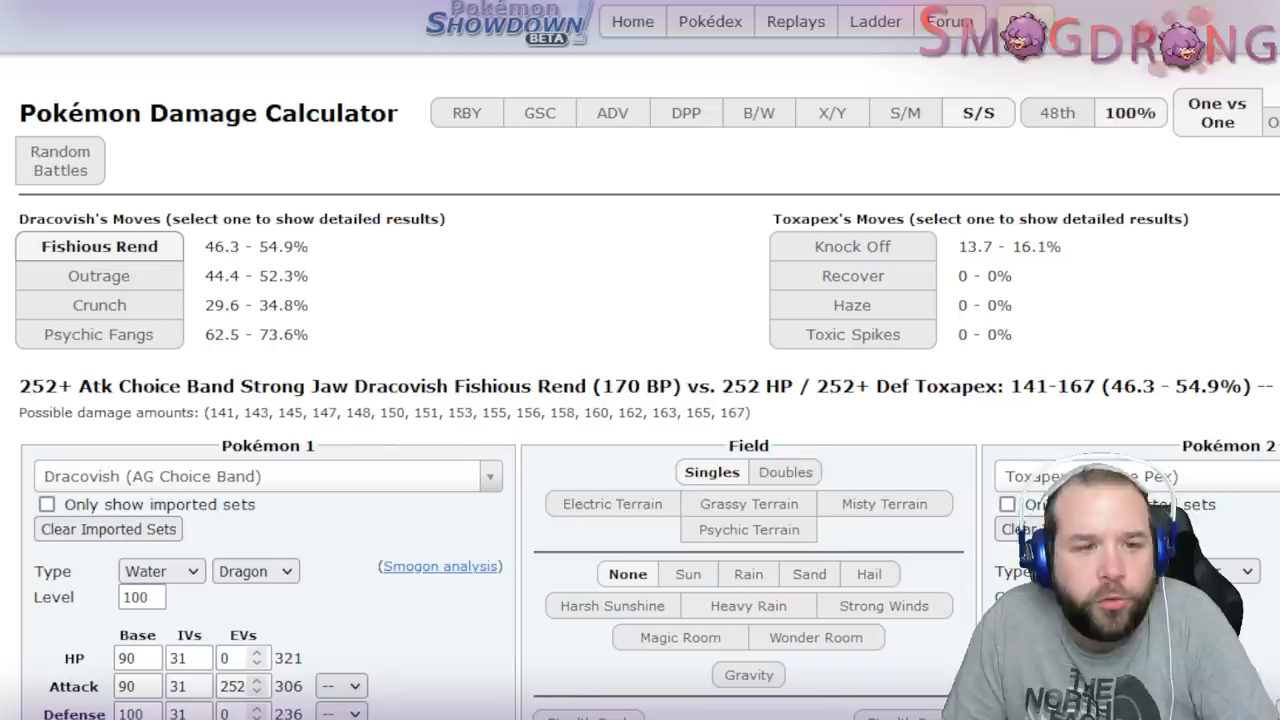 Pokémon
SHOWDOWN
BETA
Home Pokédex Replays Ladder Forum
SMOGDRONG
Pokémon Damage Calculator
RBY GSC ADV DPP B/W X/Y S/M S/S 48th 100% One vs One
Random Battles
Dracovish's Moves (select one to show detailed results)
Fishious Rend 46.3 - 54.9%
Outrage 44.4 - 52.3%
Crunch 29.6 - 34.8%
Psychic Fangs 62.5 - 73.6%
Toxapex's Moves (select one to show detailed results)
Knock Off 13.7 - 16.1%
Recover 0 - 0%
Haze 0 - 0%
Toxic Spikes 0 - 0%
252+ Atk Choice Band Strong Jaw Dracovish Fishious Rend (170 BP) vs. 252 HP / 252+ Def Toxapex: 141-167 (46.3 - 54.9%) --
Possible damage amounts: (141, 143, 145, 147, 148, 150, 151, 153, 155, 156, 158, 160, 162, 163, 165, 167)
Pokémon 1
Dracovish (AG Choice Band)
Only show imported sets
Clear Imported Sets
Type Water Dragon (Smogon analysis)
Level 100
Base IVs EVs
HP 90 31 0 321
Attack 90 31 252 306 --
Defense 100 31 0 236 --
Field
Singles Doubles
Electric Terrain Grassy Terrain Misty Terrain
Psychic Terrain
None Sun Rain Sand Hail
Harsh Sunshine Heavy Rain Strong Winds
Magic Room Wonder Room
Gravity
Pokémon 2
Pex)
sets